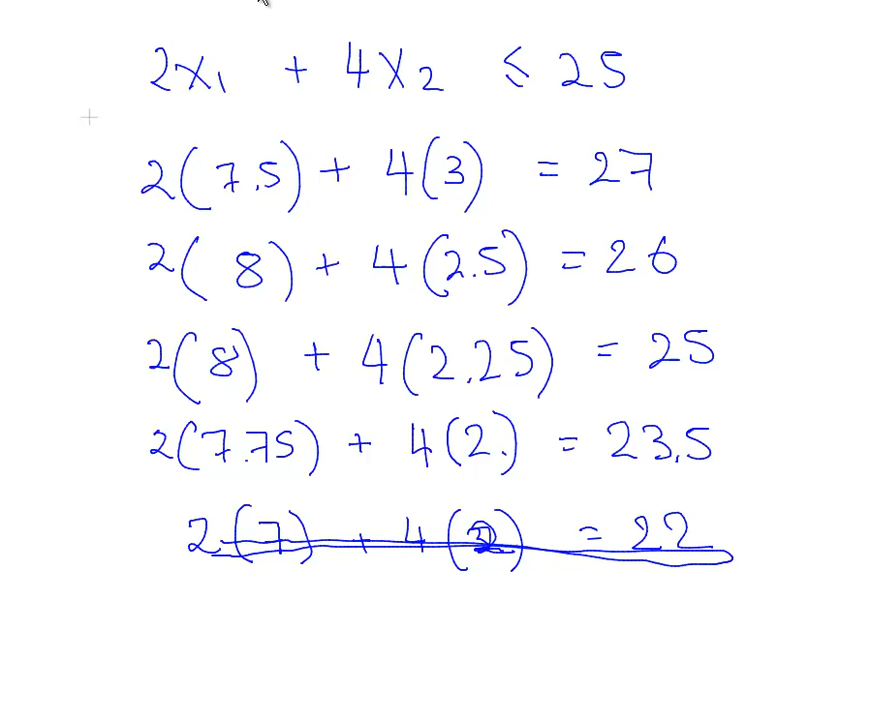 2x₁ + 4x₂ ≤ 25
2(7.5) + 4(3) = 27
2(8) + 4(2.5) = 26
2(8) + 4(2.25) = 25
2(7.75) + 4(2.) = 23.5
2(7) + 4(2) = 22